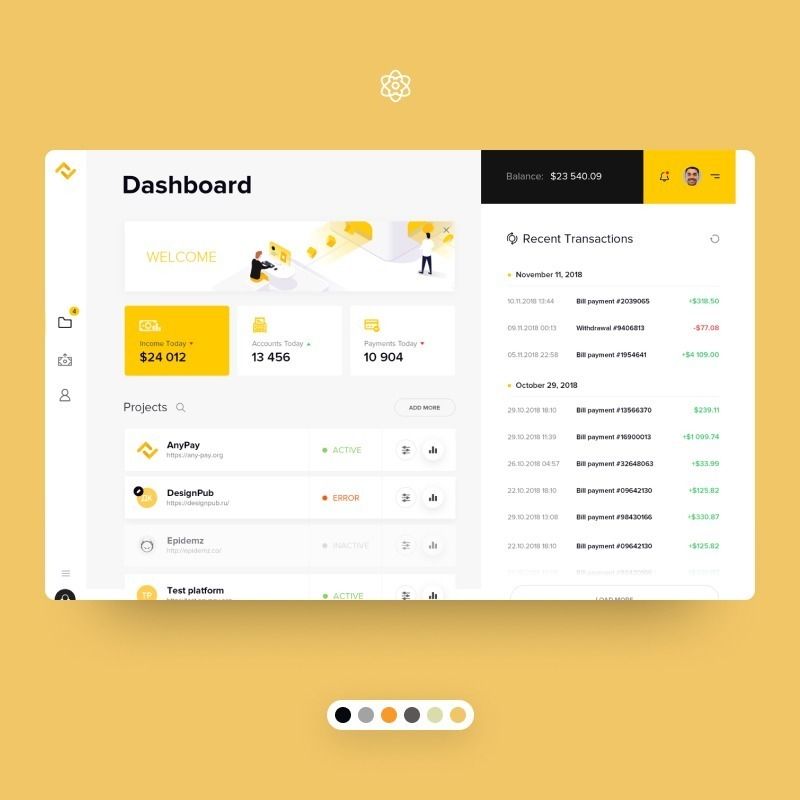 Dashboard
Balance: $23 540.09
WELCOME
4
Income Today
$24 012
Accounts Today
13 456
Payments Today
10 904
Projects
ADD MORE
AnyPay
https://any-pay.org
ACTIVE
DesignPub
https://designpub.ru/
ERROR
Epidemz
http://epidemz.co/
INACTIVE
TP
Test platform
ACTIVE
Recent Transactions
November 11, 2018
10.11.2018 13:44 Bill payment #2039065 +$318.50
09.11.2018 00:13 Withdrawal #9406813 -$77.08
05.11.2018 22:58 Bill payment #1954641 +$4 109.00
October 29, 2018
29.10.2018 18:10 Bill payment #13566370 $239.11
29.10.2018 11:39 Bill payment #16900013 +$1 099.74
26.10.2018 04:57 Bill payment #32648063 +$33.99
22.10.2018 18:10 Bill payment #09642130 +$125.82
29.10.2018 13:08 Bill payment #98430166 +$330.87
22.10.2018 18:10 Bill payment #09642130 +$125.82
LOAD MORE